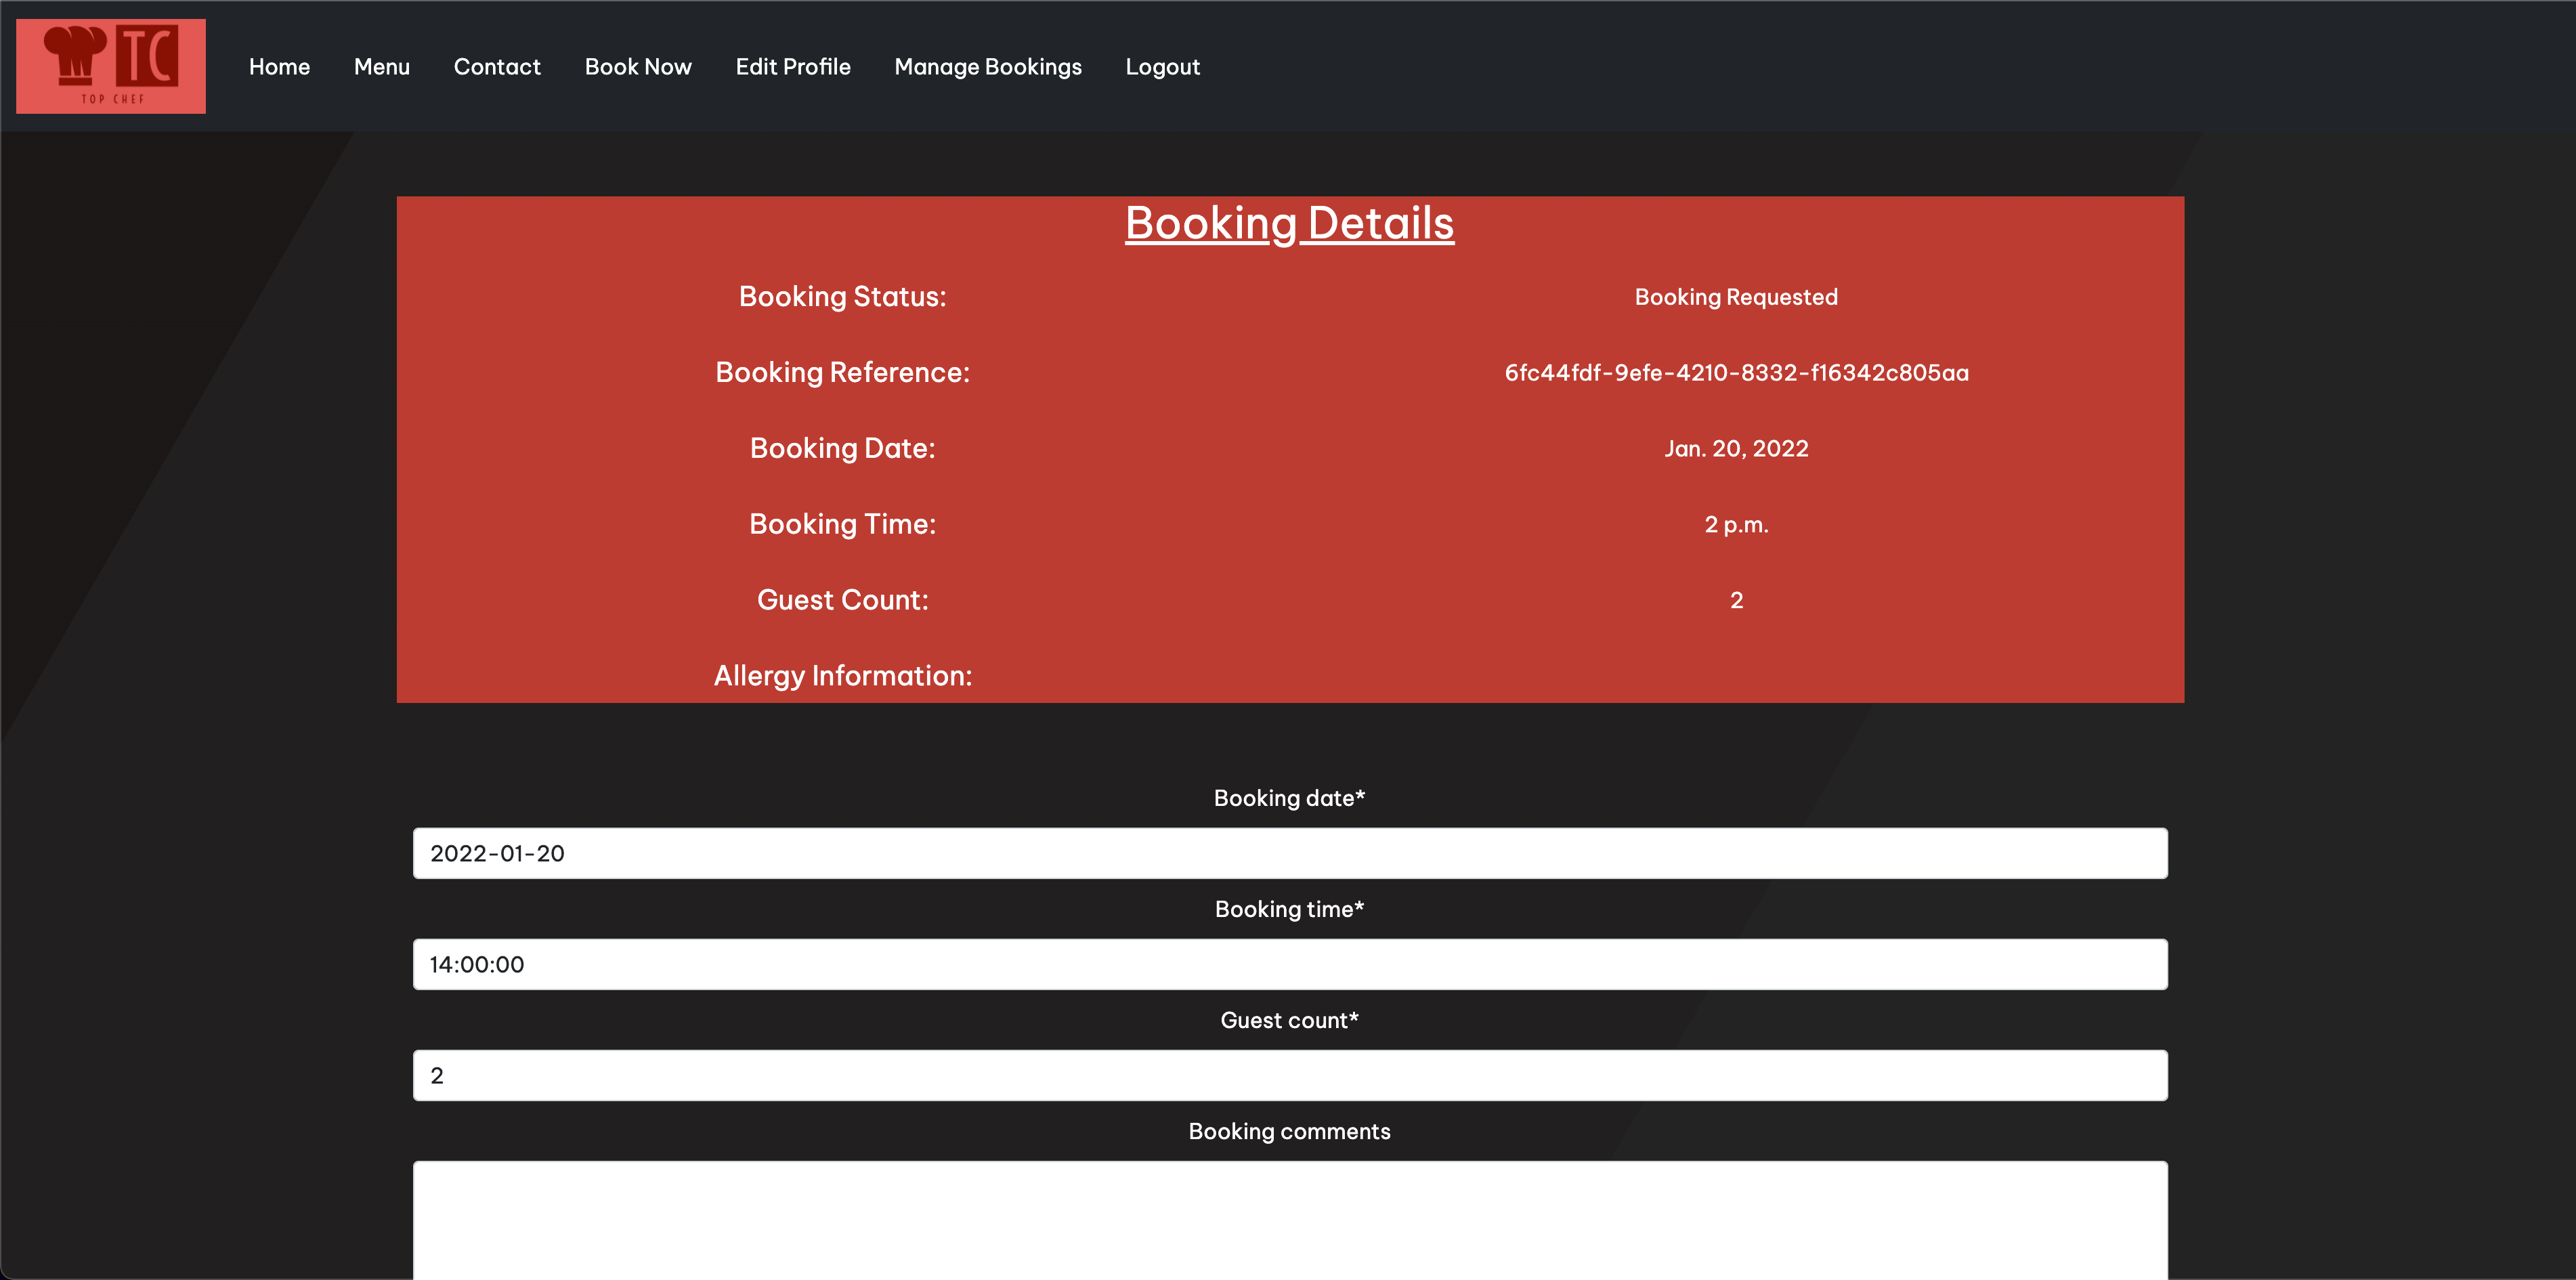 TC
TOP CHEF
Home Menu Contact Book Now Edit Profile Manage Bookings Logout
Booking Details
Booking Status: Booking Requested
Booking Reference: 6fc44fdf-9efe-4210-8332-f16342c805aa
Booking Date: Jan. 20, 2022
Booking Time: 2 p.m.
Guest Count: 2
Allergy Information:
Booking date*
2022-01-20
Booking time*
14:00:00
Guest count*
2
Booking comments